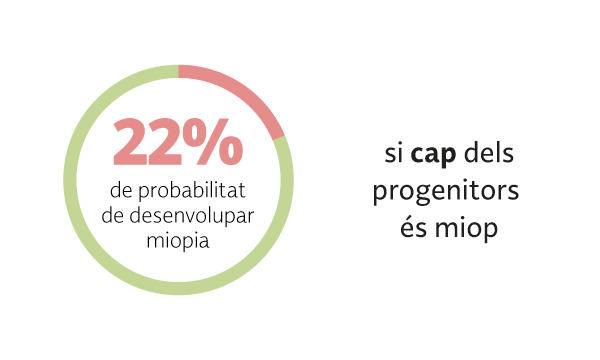 22%
de probabilitat
de desenvolupar
miopia
si cap dels
progenitors
és miop